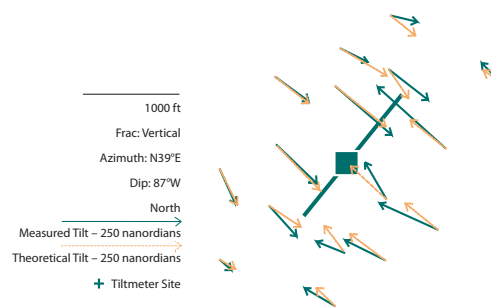 1000 ft
Frac: Vertical
Azimuth: N39°E
Dip: 87°W
North
Measured Tilt – 250 nanordians
Theoretical Tilt – 250 nanordians
Tiltmeter Site